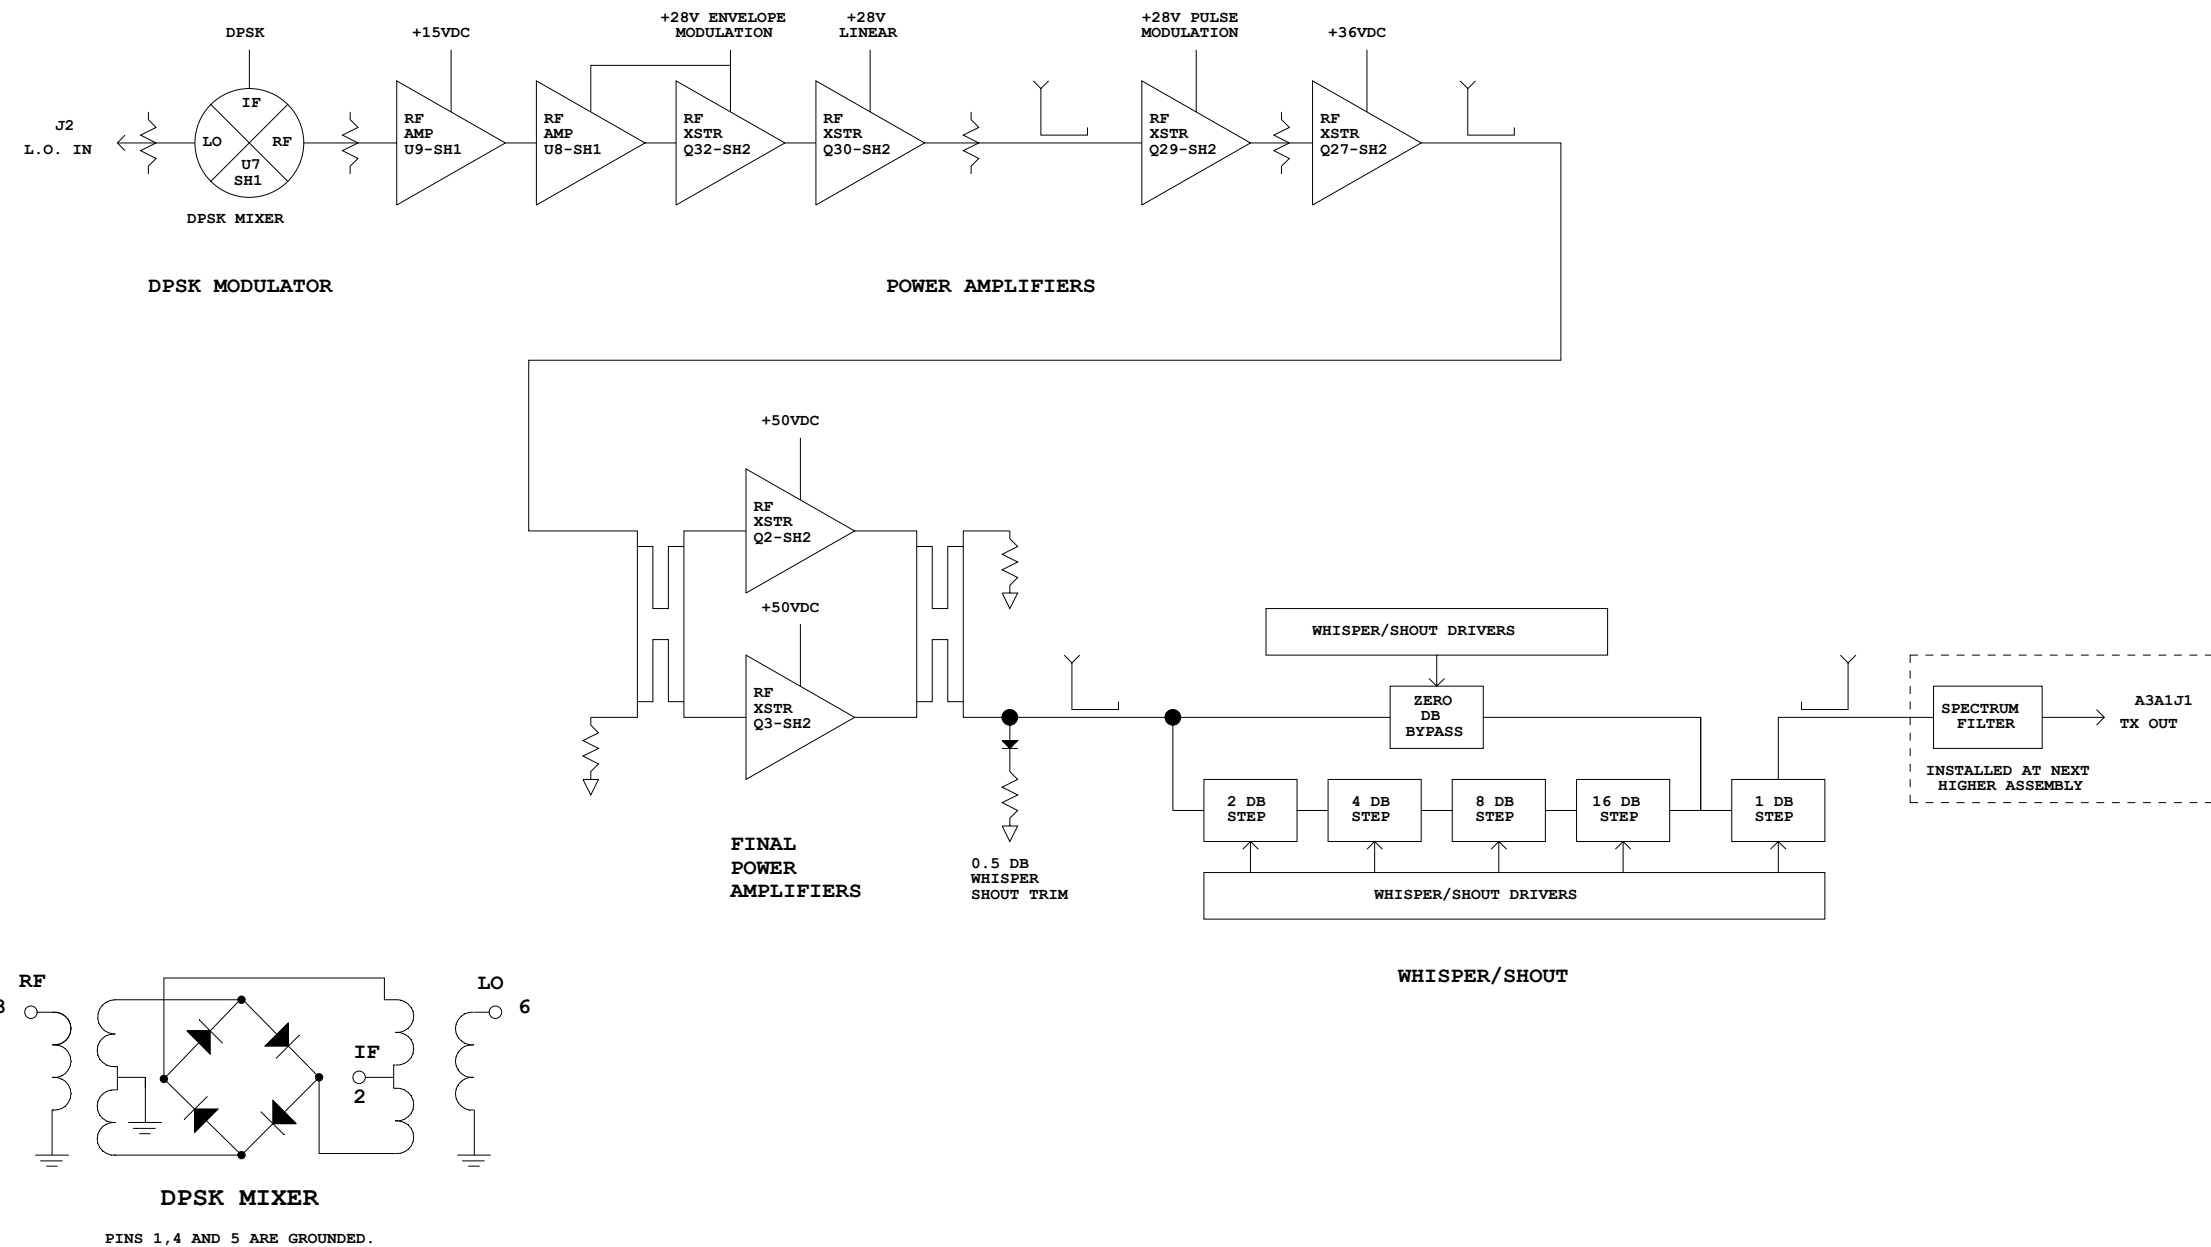 DPSK
+15VDC
+28V ENVELOPE
MODULATION
+28V
LINEAR
+28V PULSE
MODULATION
+36VDC
J2
L.O. IN
IF
LO
RF
U7
SH1
DPSK MIXER
RF
AMP
U9-SH1
RF
AMP
U8-SH1
RF
XSTR
Q32-SH2
RF
XSTR
Q30-SH2
RF
XSTR
Q29-SH2
RF
XSTR
Q27-SH2
DPSK MODULATOR
POWER AMPLIFIERS
+50VDC
RF
XSTR
Q2-SH2
+50VDC
RF
XSTR
Q3-SH2
FINAL
POWER
AMPLIFIERS
0.5 DB
WHISPER
SHOUT TRIM
WHISPER/SHOUT DRIVERS
ZERO
DB
BYPASS
2 DB
STEP
4 DB
STEP
8 DB
STEP
16 DB
STEP
1 DB
STEP
WHISPER/SHOUT DRIVERS
WHISPER/SHOUT
SPECTRUM
FILTER
A3A1J1
TX OUT
INSTALLED AT NEXT
HIGHER ASSEMBLY
RF
LO
6
IF
2
DPSK MIXER
PINS 1,4 AND 5 ARE GROUNDED.